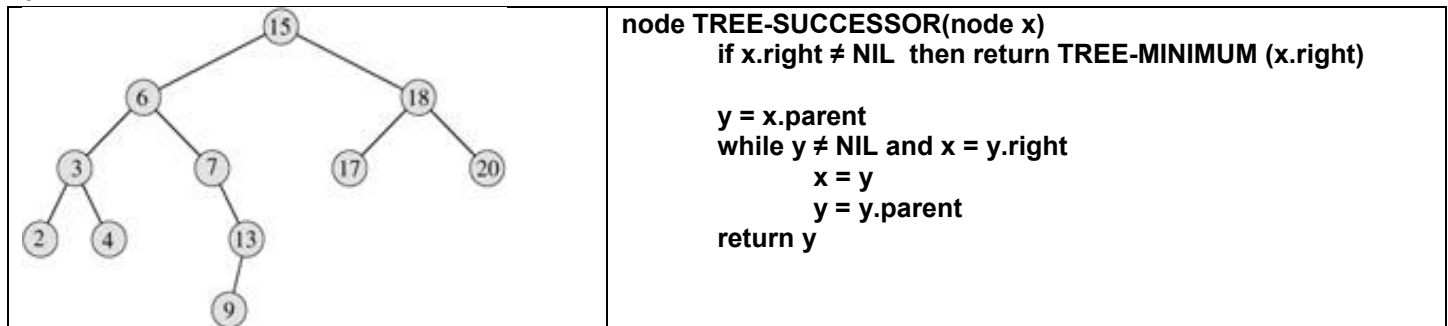 15
6
18
3
7
17
20
2
4
13
9
node TREE-SUCCESSOR(node x)
if x.right ≠ NIL then return TREE-MINIMUM (x.right)
y = x.parent
while y ≠ NIL and x = y.right
x = y
y = y.parent
return y